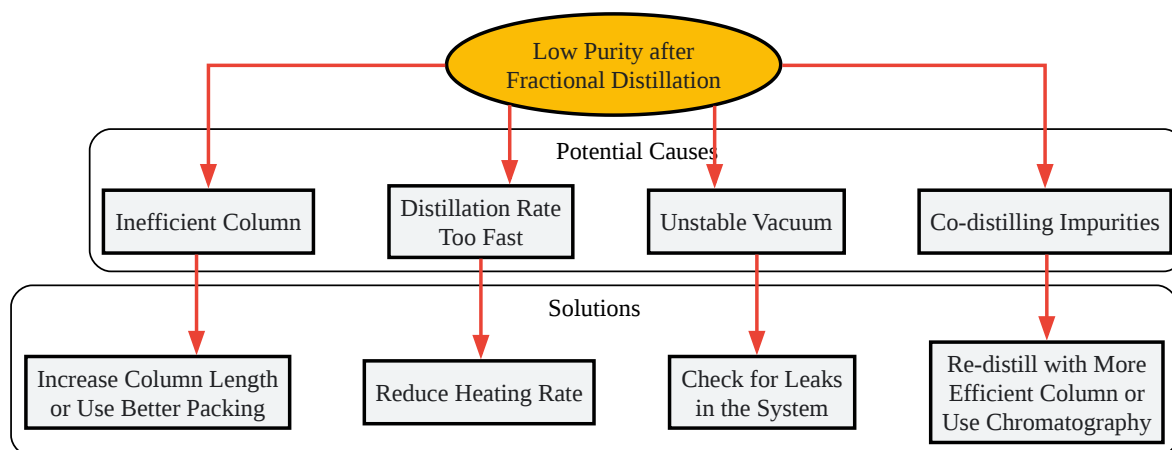 Low Purity after
Fractional Distillation
Potential Causes
Inefficient Column
Distillation Rate
Too Fast
Unstable Vacuum
Co-distilling Impurities
Solutions
Increase Column Length
or Use Better Packing
Reduce Heating Rate
Check for Leaks
in the System
Re-distill with More
Efficient Column or
Use Chromatography